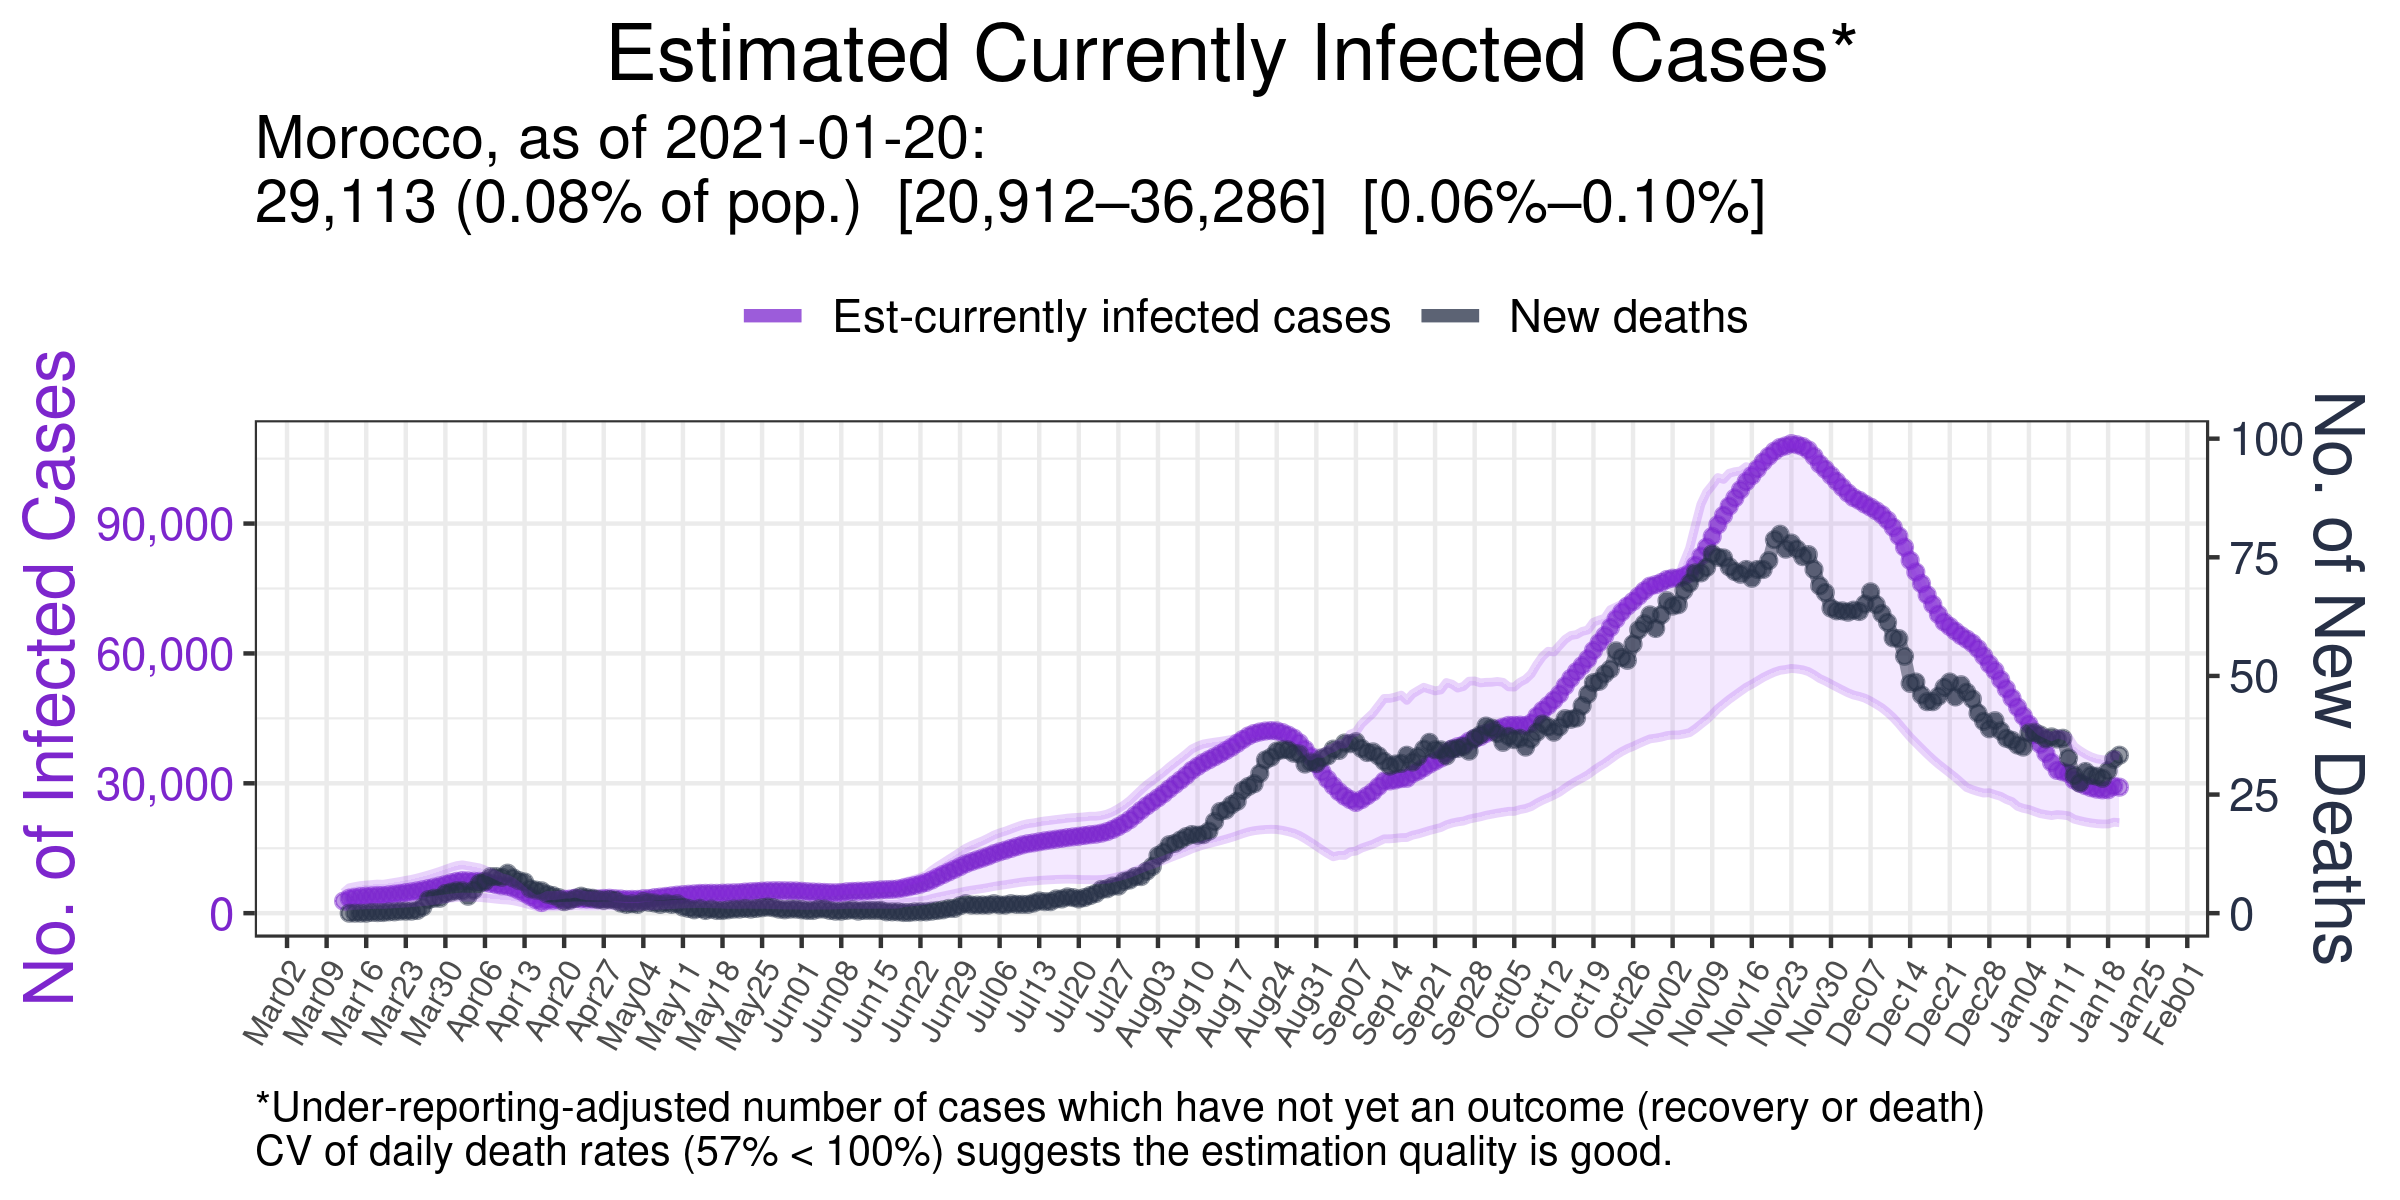 Estimated Currently Infected Cases*
Morocco, as of 2021-01-20:
29,113 (0.08% of pop.) [20,912–36,286] [0.06%–0.10%]
Est-currently infected cases
New deaths
No. of Infected Cases
90,000
60,000
30,000
0
100
75
50
25
0
No. of New Deaths
Mar02
Mar09
Mar16
Mar23
Mar30
Apr06
Apr13
Apr20
Apr27
May04
May11
May18
May25
Jun01
Jun08
Jun15
Jun22
Jun29
Jul06
Jul13
Jul20
Jul27
Aug03
Aug10
Aug17
Aug24
Aug31
Sep07
Sep14
Sep21
Sep28
Oct05
Oct12
Oct19
Oct26
Nov02
Nov09
Nov16
Nov23
Nov30
Dec07
Dec14
Dec21
Dec28
Jan04
Jan11
Jan18
Jan25
Feb01
*Under-reporting-adjusted number of cases which have not yet an outcome (recovery or death)
CV of daily death rates (57% < 100%) suggests the estimation quality is good.